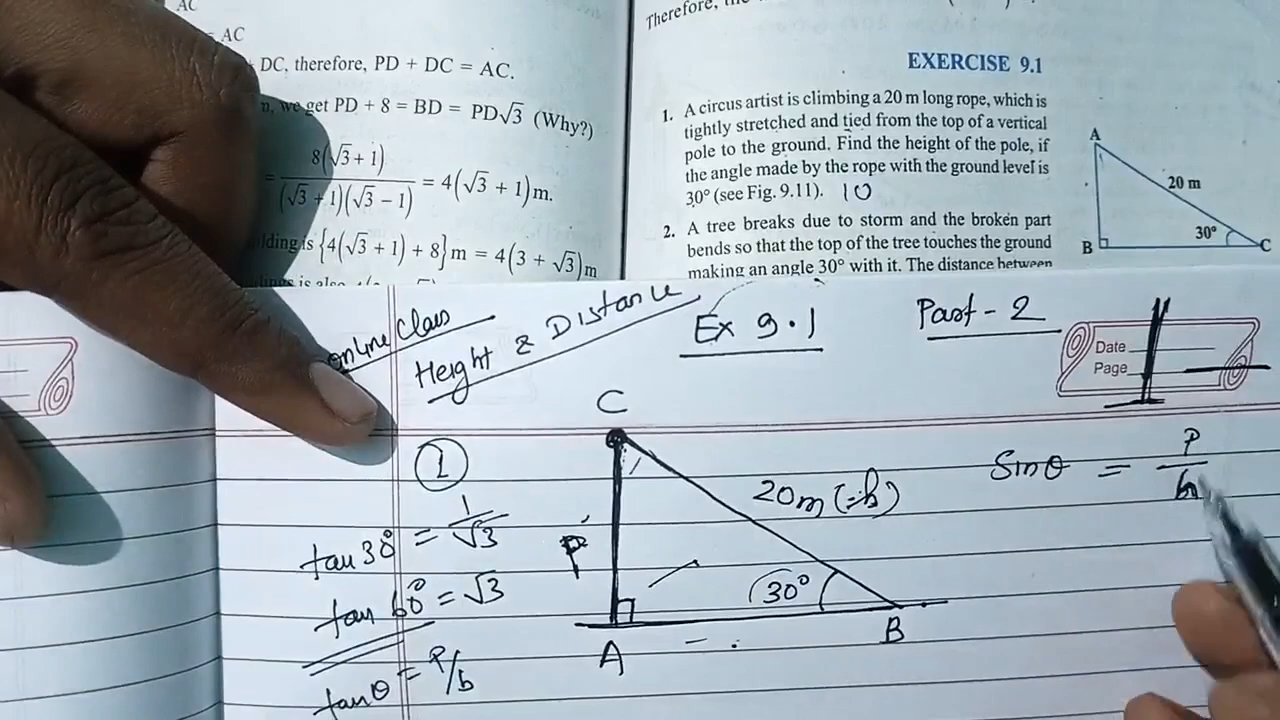 AC
= AC
DC, therefore, PD + DC = AC.
we get PD + 8 = BD = PD√3 (Why?)
= 8(√3 + 1) / (√3 + 1)(√3 − 1) = 4(√3 + 1) m.
is {4(√3 + 1) + 8} m = 4(3 + √3) m
Therefore,
EXERCISE 9.1
1. A circus artist is climbing a 20 m long rope, which is
tightly stretched and tied from the top of a vertical
pole to the ground. Find the height of the pole, if
the angle made by the rope with the ground level is
30° (see Fig. 9.11). 10
2. A tree breaks due to storm and the broken part
bends so that the top of the tree touches the ground
making an angle 30° with it. The distance between
A
20 m
30°
B
C
online Class
Height & Distance
Ex 9.1
Part - 2
Date
Page
1
tan 30° = 1/√3
tan 60° = √3
tanθ = P/b
C
20m (=h)
P
30°
A
B
Sinθ = P/h